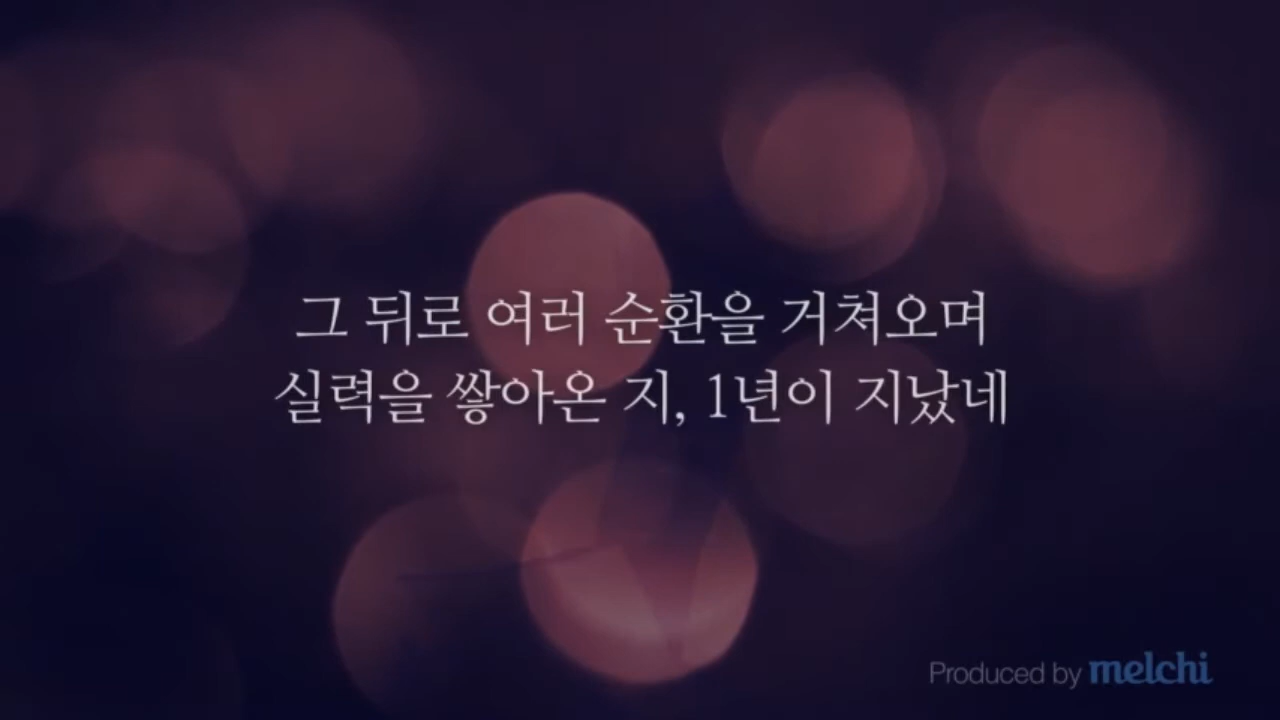 그 뒤로 여러 순환을 거쳐오며
실력을 쌓아온 지, 1년이 지났네
Produced by melchi